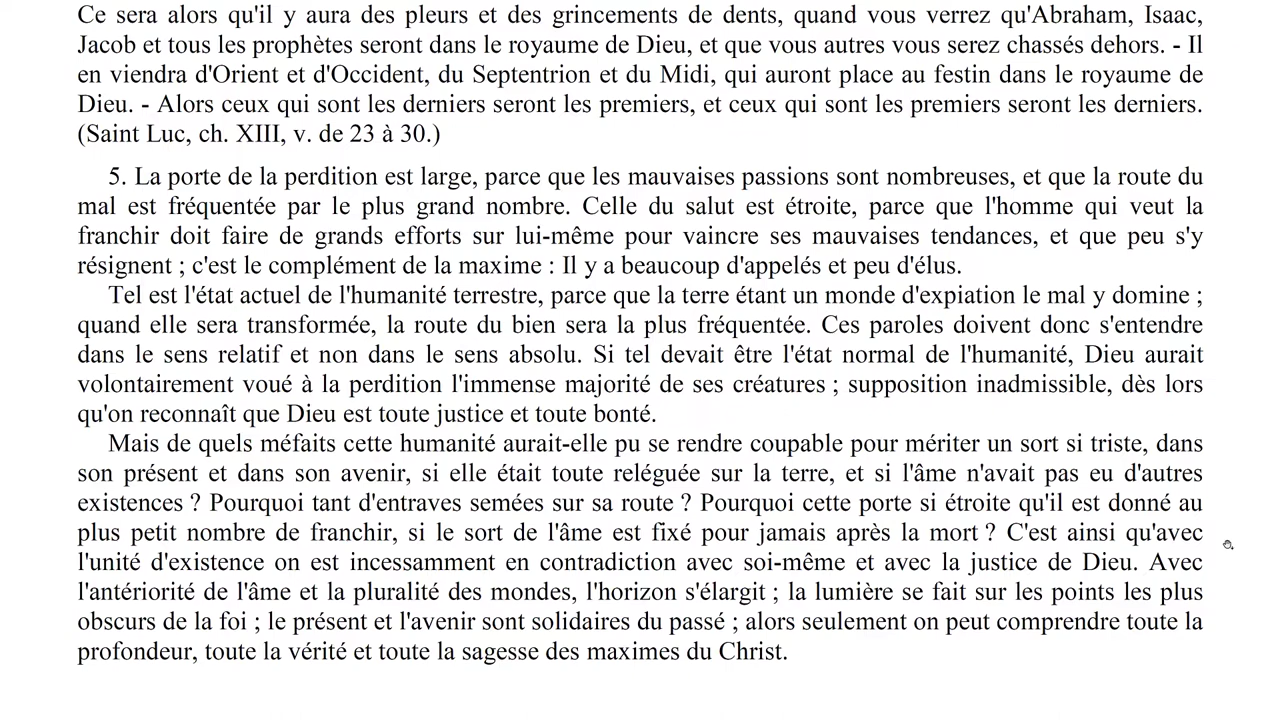 Ce sera alors qu'il y aura des pleurs et des grincements de dents, quand vous verrez qu'Abraham, Isaac,
Jacob et tous les prophètes seront dans le royaume de Dieu, et que vous autres vous serez chassés dehors. - Il
en viendra d'Orient et d'Occident, du Septentrion et du Midi, qui auront place au festin dans le royaume de
Dieu. - Alors ceux qui sont les derniers seront les premiers, et ceux qui sont les premiers seront les derniers.
(Saint Luc, ch. XIII, v. de 23 à 30.)
5. La porte de la perdition est large, parce que les mauvaises passions sont nombreuses, et que la route du
mal est fréquentée par le plus grand nombre. Celle du salut est étroite, parce que l'homme qui veut la
franchir doit faire de grands efforts sur lui-même pour vaincre ses mauvaises tendances, et que peu s'y
résignent ; c'est le complément de la maxime : Il y a beaucoup d'appelés et peu d'élus.
Tel est l'état actuel de l'humanité terrestre, parce que la terre étant un monde d'expiation le mal y domine ;
quand elle sera transformée, la route du bien sera la plus fréquentée. Ces paroles doivent donc s'entendre
dans le sens relatif et non dans le sens absolu. Si tel devait être l'état normal de l'humanité, Dieu aurait
volontairement voué à la perdition l'immense majorité de ses créatures ; supposition inadmissible, dès lors
qu'on reconnaît que Dieu est toute justice et toute bonté.
Mais de quels méfaits cette humanité aurait-elle pu se rendre coupable pour mériter un sort si triste, dans
son présent et dans son avenir, si elle était toute reléguée sur la terre, et si l'âme n'avait pas eu d'autres
existences ? Pourquoi tant d'entraves semées sur sa route ? Pourquoi cette porte si étroite qu'il est donné au
plus petit nombre de franchir, si le sort de l'âme est fixé pour jamais après la mort ? C'est ainsi qu'avec
l'unité d'existence on est incessamment en contradiction avec soi-même et avec la justice de Dieu. Avec
l'antériorité de l'âme et la pluralité des mondes, l'horizon s'élargit ; la lumière se fait sur les points les plus
obscurs de la foi ; le présent et l'avenir sont solidaires du passé ; alors seulement on peut comprendre toute la
profondeur, toute la vérité et toute la sagesse des maximes du Christ.